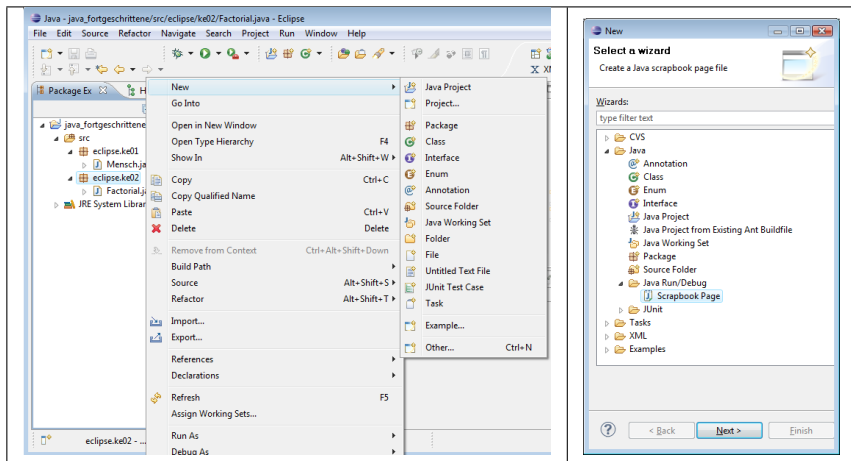 Java - java_fortgeschrittene/src/eclipse/ke02/Factorial.java - Eclipse
File Edit Source Refactor Navigate Search Project Run Window Help
Package Ex
java_fortgeschrittene
src
eclipse.ke01
Mensch.ja
eclipse.ke02
Factorial.j
JRE System Librar
eclipse.ke02 - ...
New
Go Into
Open in New Window
Open Type Hierarchy F4
Show In Alt+Shift+W
Copy Ctrl+C
Copy Qualified Name
Paste Ctrl+V
Delete Delete
Remove from Context Ctrl+Alt+Shift+Down
Build Path
Source Alt+Shift+S
Refactor Alt+Shift+T
Import...
Export...
References
Declarations
Refresh F5
Assign Working Sets...
Run As
Debug As
Java Project
Project...
Package
Class
Interface
Enum
Annotation
Source Folder
Java Working Set
Folder
File
Untitled Text File
JUnit Test Case
Task
Example...
Other... Ctrl+N
New
Select a wizard
Create a Java scrapbook page file
Wizards:
type filter text
CVS
Java
Annotation
Class
Enum
Interface
Java Project
Java Project from Existing Ant Buildfile
Java Working Set
Package
Source Folder
Java Run/Debug
Scrapbook Page
JUnit
Tasks
XML
Examples
< Back
Next >
Finish